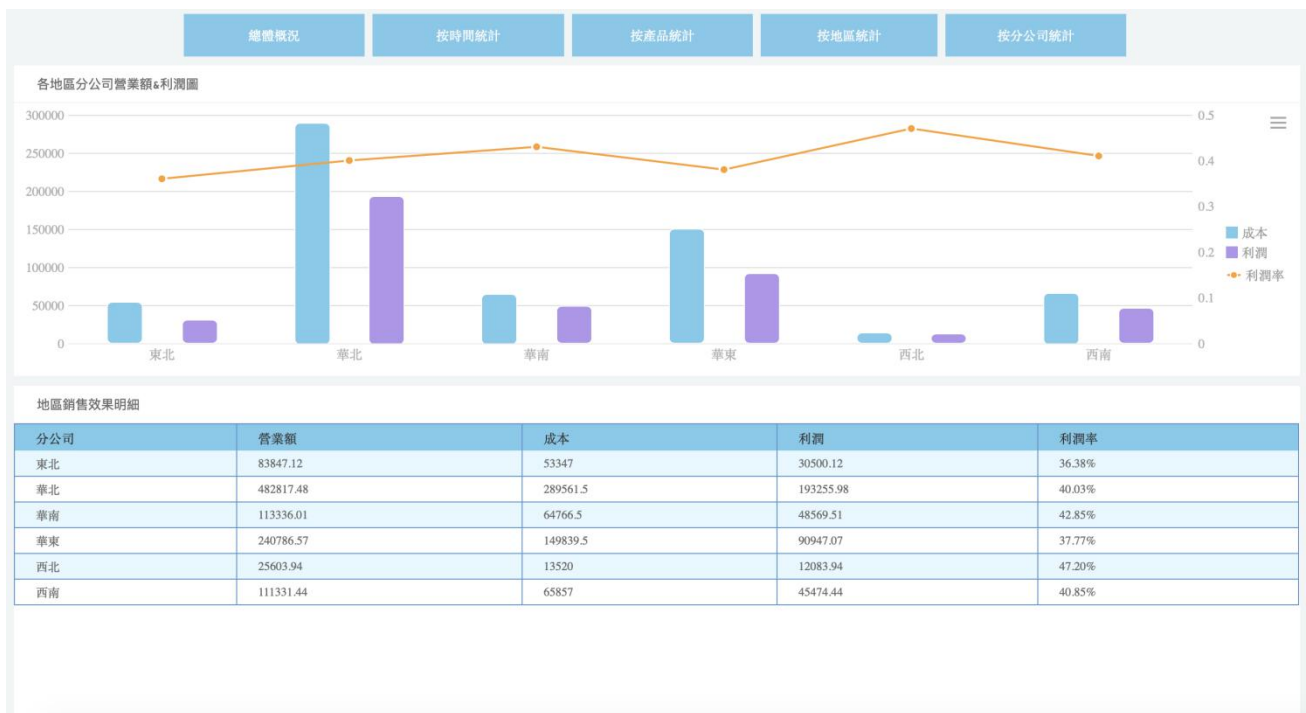 總體概況 按時間統計 按產品統計 按地區統計 按分公司統計
各地區分公司營業額&利潤圖
300000 0.5
250000
0.4
200000
0.3
150000
成本
0.2 利潤
100000
利潤率
50000 0.1
0 0
東北 華北 華南 華東 西北 西南
地區銷售效果明細
分公司 營業額 成本 利潤 利潤率
東北 83847.12 53347 30500.12 36.38%
華北 482817.48 289561.5 193255.98 40.03%
華南 113336.01 64766.5 48569.51 42.85%
華東 240786.57 149839.5 90947.07 37.77%
西北 25603.94 13520 12083.94 47.20%
西南 111331.44 65857 45474.44 40.85%